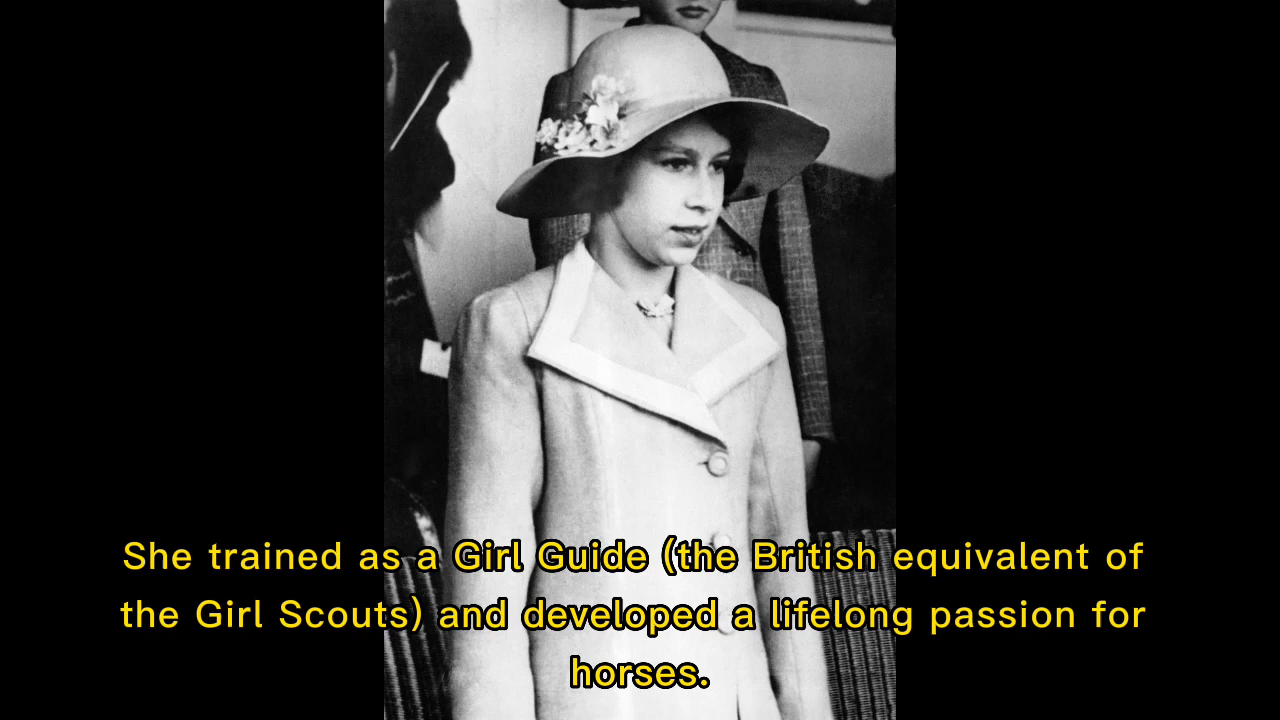 She trained as a Girl Guide (the British equivalent of
the Girl Scouts) and developed a lifelong passion for
horses.